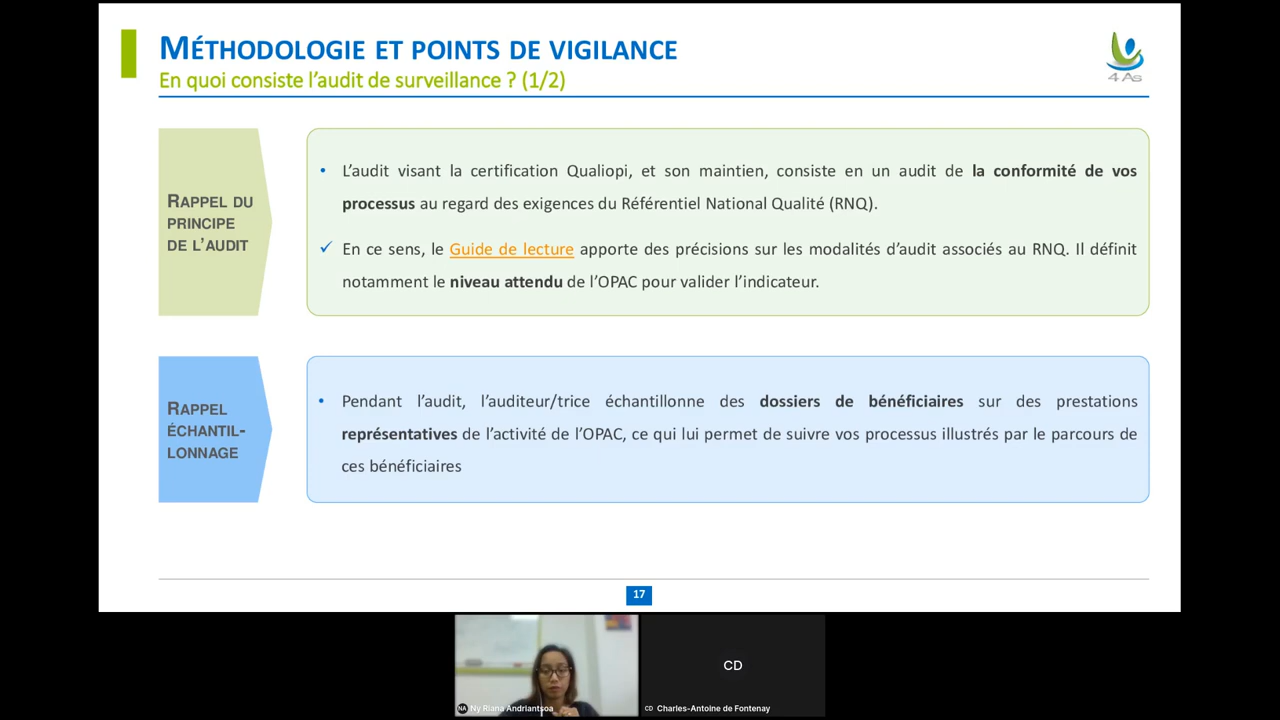 MÉTHODOLOGIE ET POINTS DE VIGILANCE
En quoi consiste l’audit de surveillance ? (1/2)
4 As
RAPPEL DU
PRINCIPE
DE L’AUDIT
• L’audit visant la certification Qualiopi, et son maintien, consiste en un audit de la conformité de vos
processus au regard des exigences du Référentiel National Qualité (RNQ).
✓ En ce sens, le Guide de lecture apporte des précisions sur les modalités d’audit associés au RNQ. Il définit
notamment le niveau attendu de l’OPAC pour valider l’indicateur.
RAPPEL
ÉCHANTIL-
LONNAGE
• Pendant l’audit, l’auditeur/trice échantillonne des dossiers de bénéficiaires sur des prestations
représentatives de l’activité de l’OPAC, ce qui lui permet de suivre vos processus illustrés par le parcours de
ces bénéficiaires
17
CD
NA Ny Riana Andriantsoa
CD Charles-Antoine de Fontenay